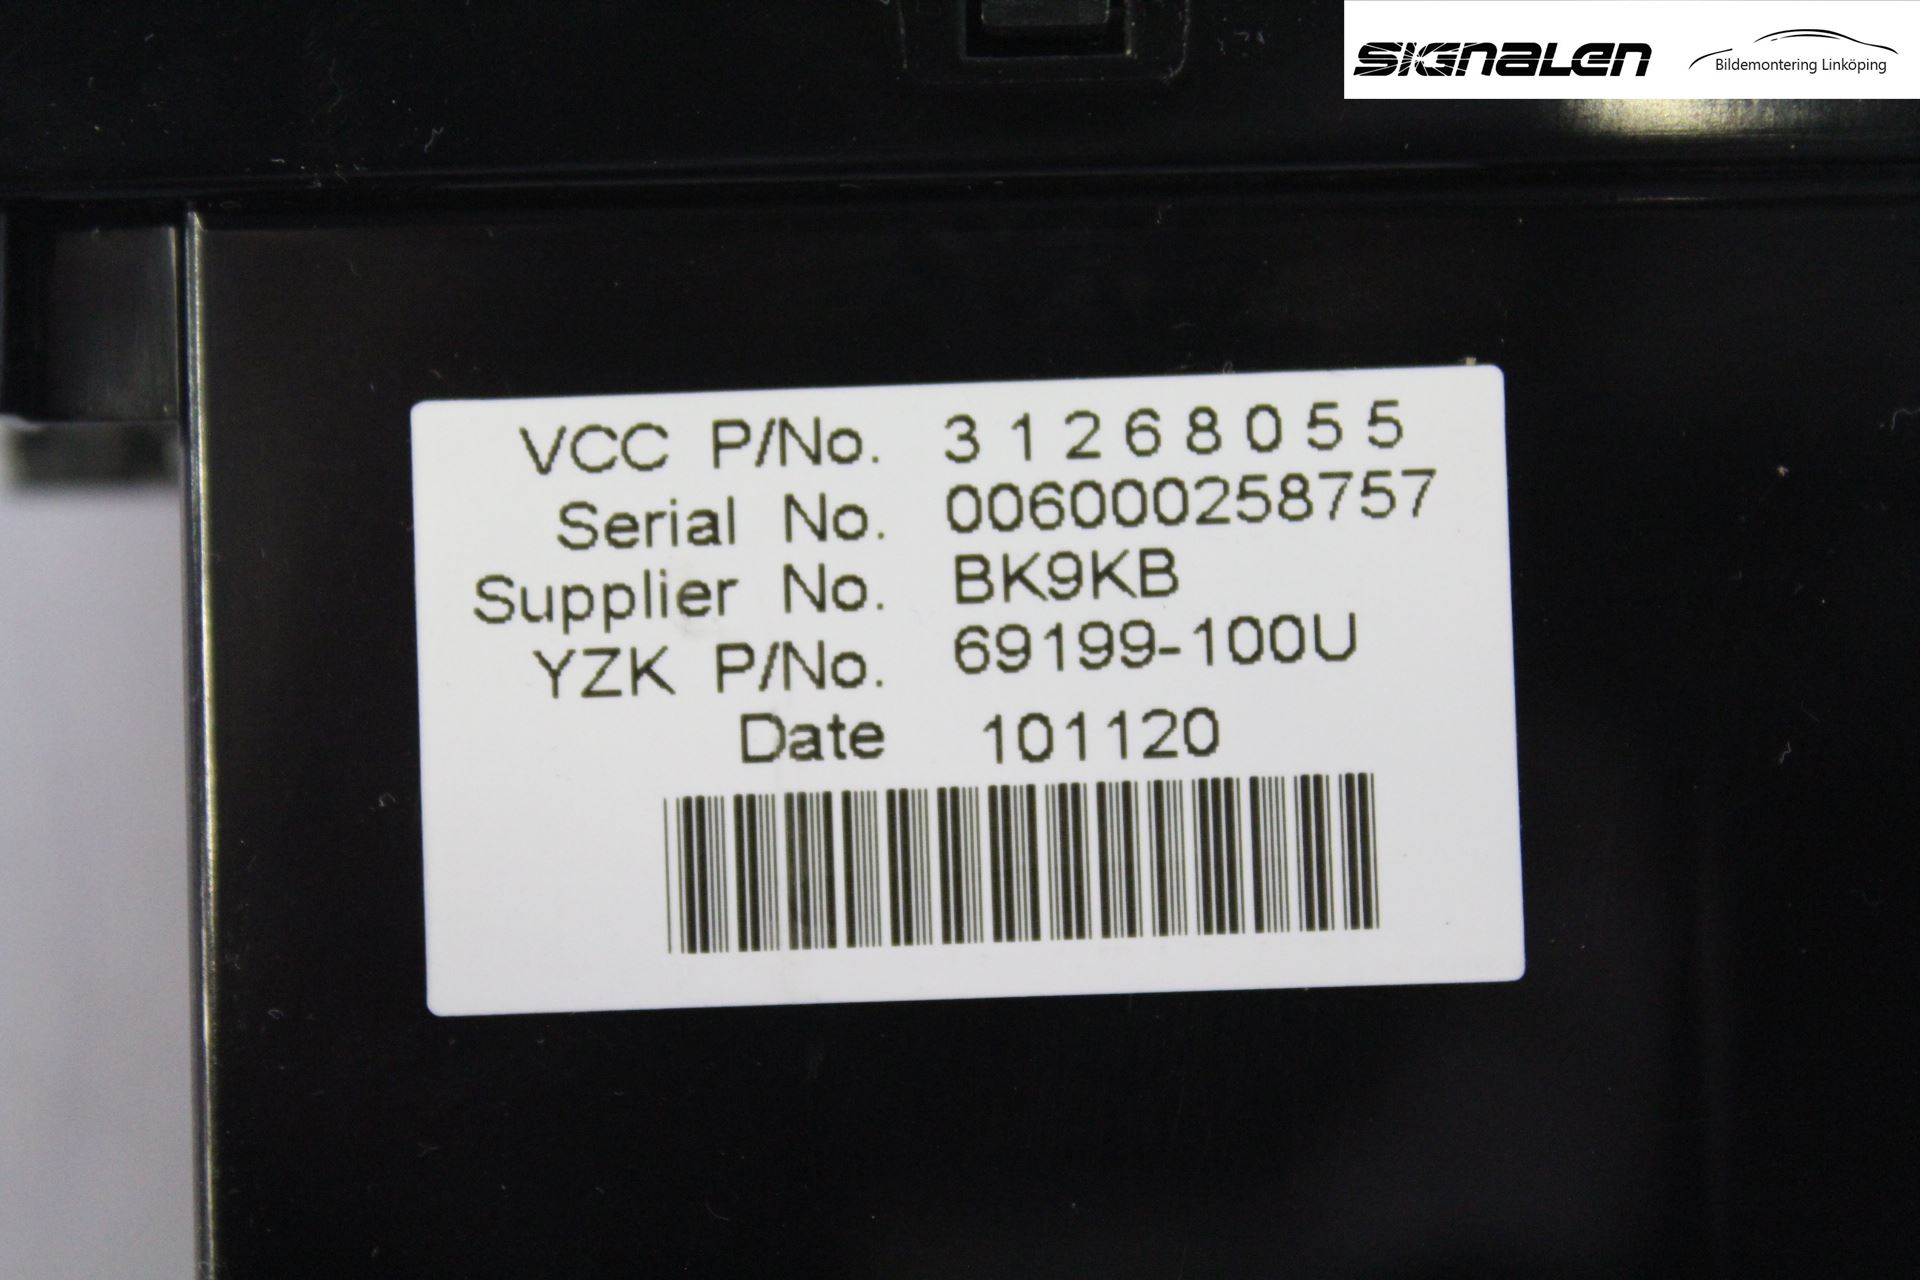 SIGNALEN
Bildemontering Linköping
VCC P/No. 31268055
Serial No. 006000258757
Supplier No. BK9KB
YZK P/No. 69199-100U
Date 101120